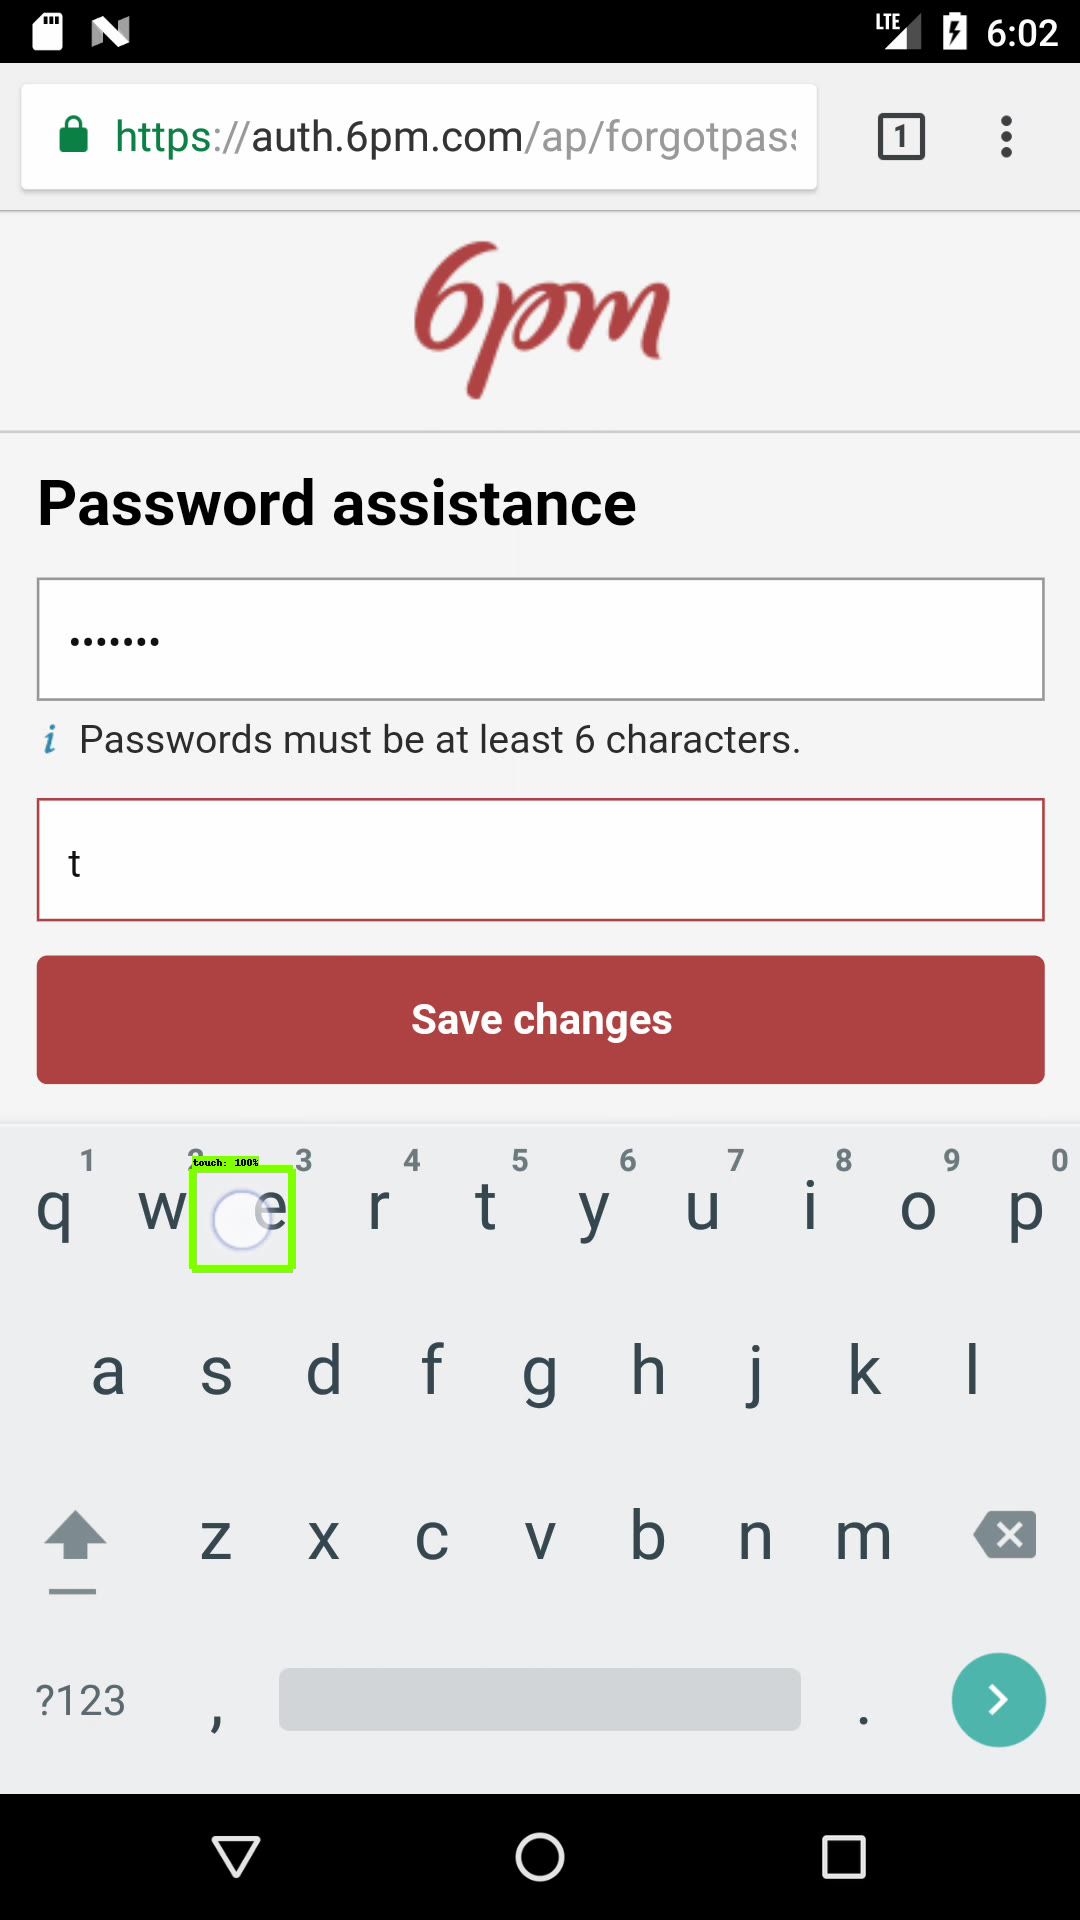 LTE 6:02
https://auth.6pm.com/ap/forgotpass
1
6pm
Password assistance
•••••••
i Passwords must be at least 6 characters.
t
Save changes
1 2 3 4 5 6 7 8 9 0
touch: 100%
q w e r t y u i o p
a s d f g h j k l
z x c v b n m
?123 , .